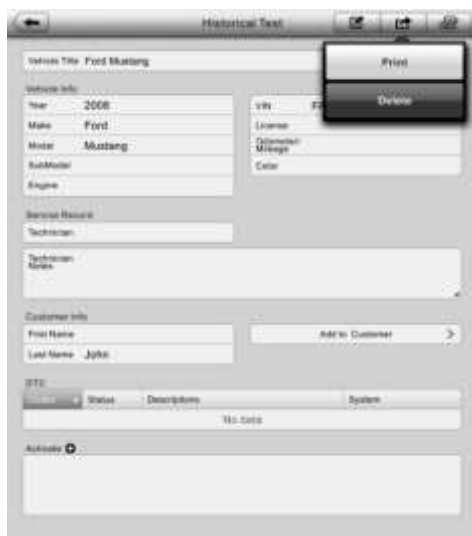 Historical Test
Print
Delete
Vehicle Title Ford Mustang
Vehicle Info
Year 2008
VIN
Make Ford
License
Model Mustang
Odometer/
Mileage
SubModel
Color
Engine
Service Record
Technician
Technician
Notes
Customer Info
First Name
Add to Customer
Last Name John
DTC
Status Descriptions System
No data
Activate